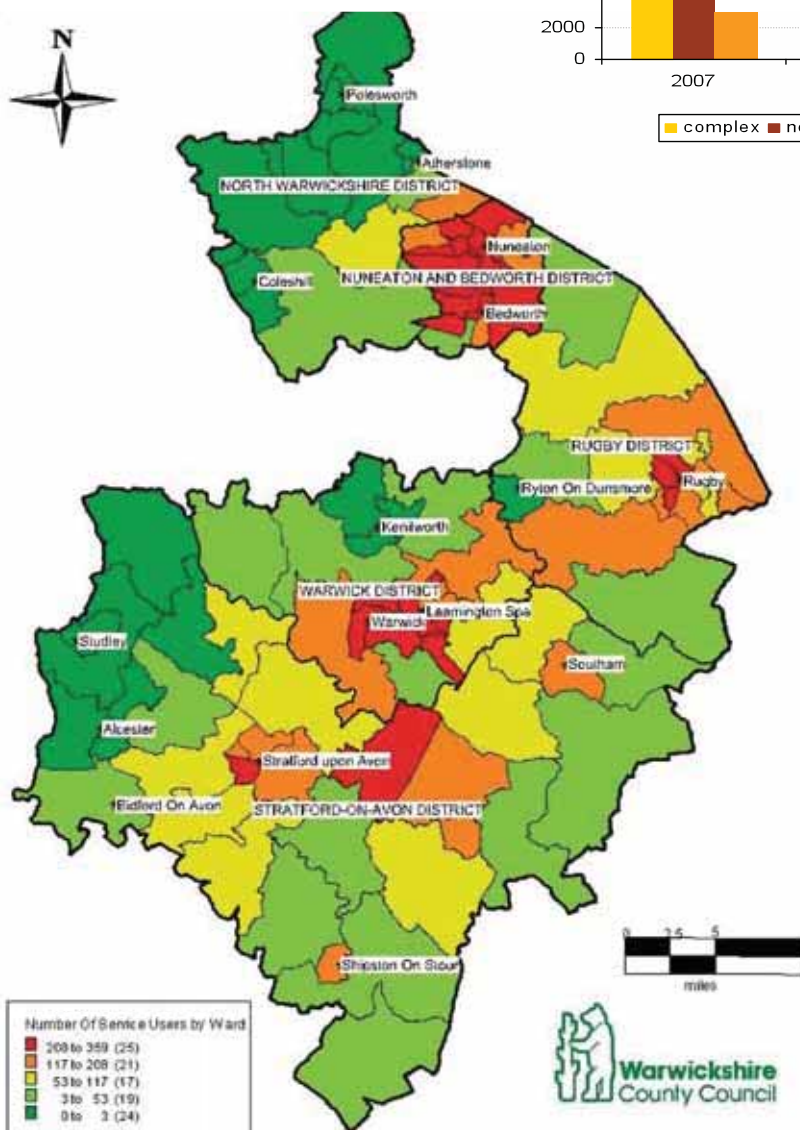 2000
0
2007
complex
N
Polesworth
Atherstone
NORTH WARWICKSHIRE DISTRICT
Nuneaton
Coleshill
NUNEATON AND BEDWORTH DISTRICT
Bedworth
RUGBY DISTRICT
Rugby
Ryton On Dunsmore
Kenilworth
WARWICK DISTRICT
Leamington Spa
Warwick
Studley
Southam
Alcester
Stratford upon Avon
Bidford On Avon
STRATFORD-ON-AVON DISTRICT
Shipston On Stour
0 2.5 5
miles
Number Of Service Users by Ward
208 to 359 (25)
117 to 208 (21)
53 to 117 (17)
3 to 53 (19)
0 to 3 (24)
Warwickshire
County Council